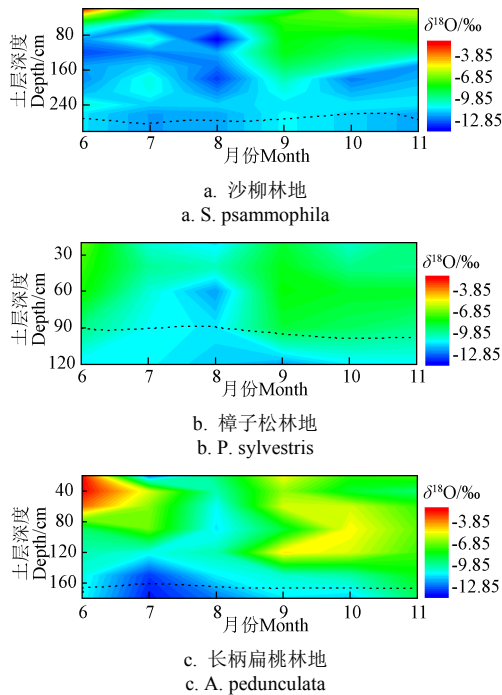 土层深度
Depth/cm
80
160
240
6
7
8
9
10
11
月份Month
δ¹⁸O/‰
-3.85
-6.85
-9.85
-12.85
a. 沙柳林地
a. S. psammophila
土层深度
Depth/cm
30
60
90
120
6
7
8
9
10
11
月份Month
δ¹⁸O/‰
-3.85
-6.85
-9.85
-12.85
b. 樟子松林地
b. P. sylvestris
土层深度
Depth/cm
40
80
120
160
6
7
8
9
10
11
月份Month
δ¹⁸O/‰
-3.85
-6.85
-9.85
-12.85
c. 长柄扁桃林地
c. A. pedunculata